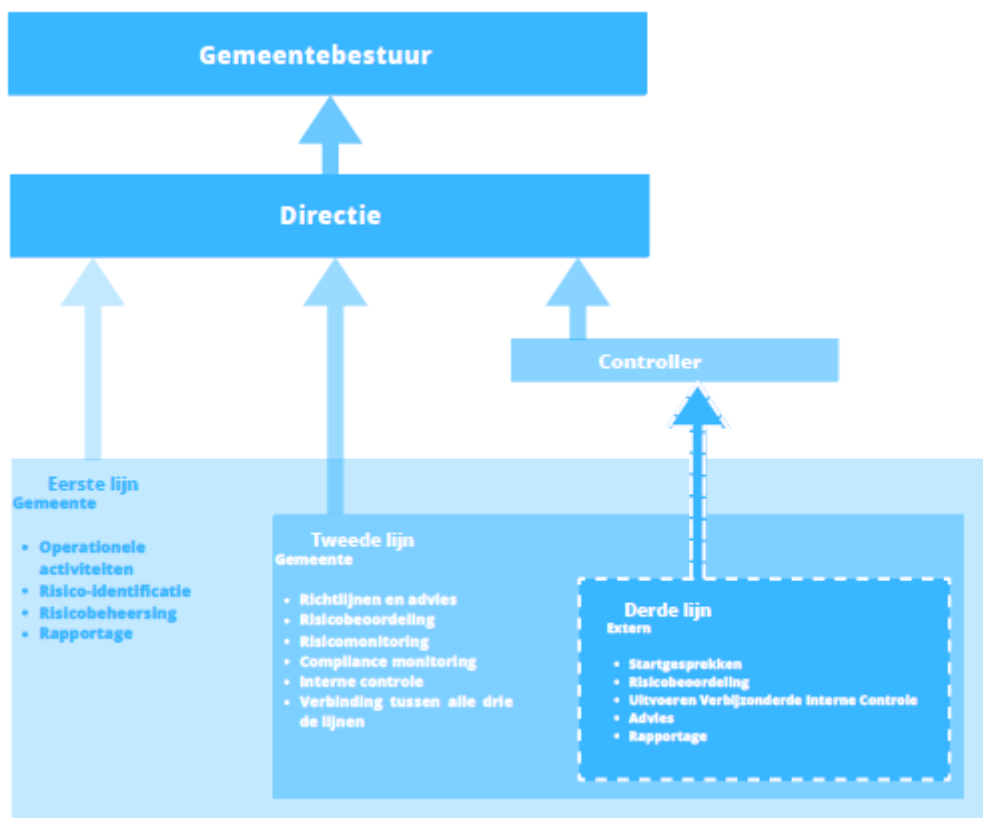 Gemeentebestuur
Directie
Controller
Eerste lijn
Gemeente
• Operationele
activiteiten
• Risico-identificatie
• Risicobeheersing
• Rapportage
Tweede lijn
Gemeente
• Richtlijnen en advies
• Risicobeoordeling
• Risicomonitoring
• Compliance monitoring
• Interne controle
• Verbinding tussen alle drie
de lijnen
Derde lijn
Extern
• Startgesprekken
• Risicobeoordeling
• Uitvoeren Verbijzonderde Interne Controle
• Advies
• Rapportage